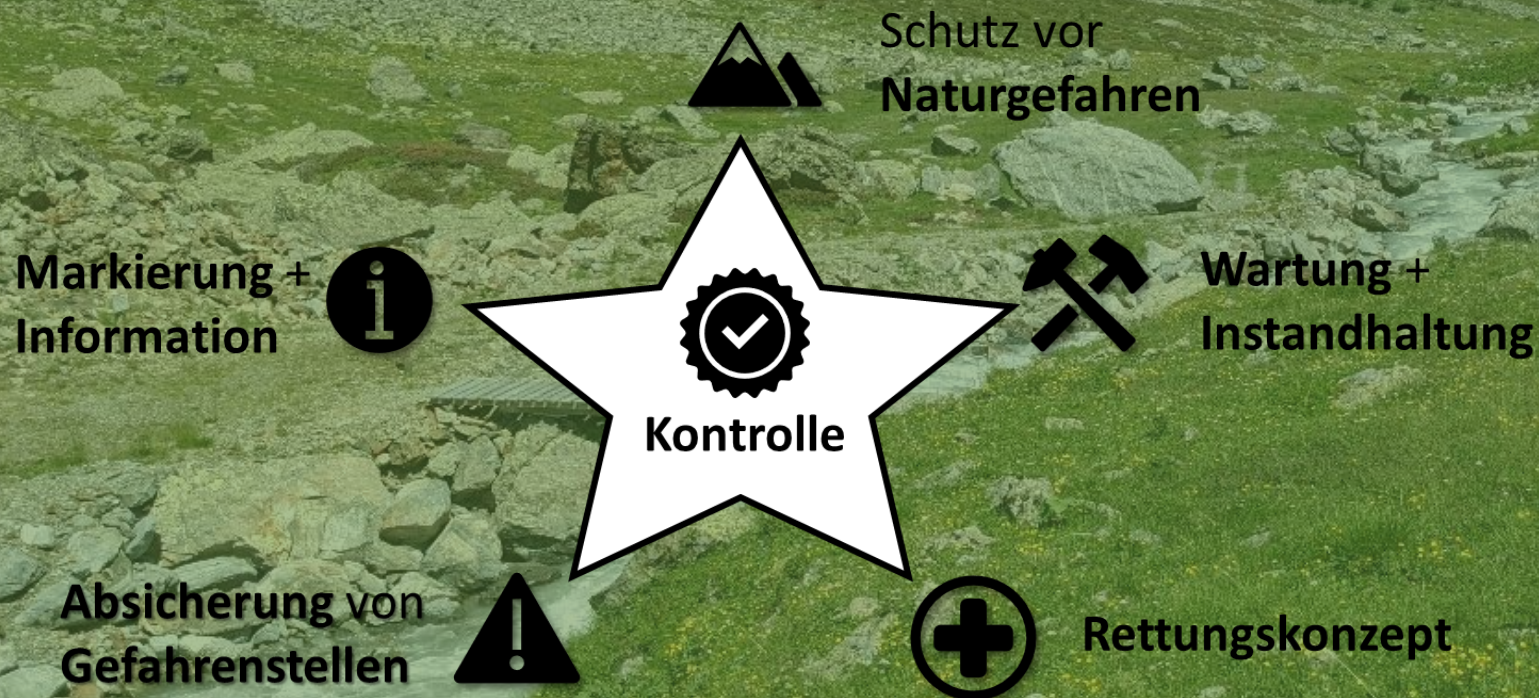 Schutz vor
Naturgefahren
Markierung +
Information
Wartung +
Instandhaltung
Kontrolle
Absicherung von
Gefahrenstellen
Rettungskonzept